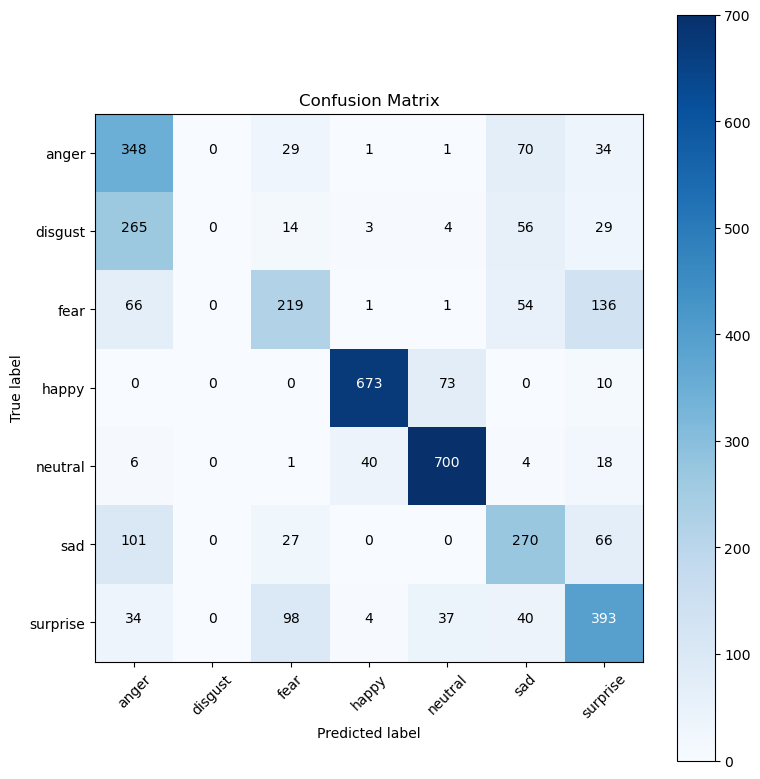 Confusion Matrix
anger 348 0 29 1 1 70 34
disgust 265 0 14 3 4 56 29
fear 66 0 219 1 1 54 136
happy 0 0 0 673 73 0 10
neutral 6 0 1 40 700 4 18
sad 101 0 27 0 0 270 66
surprise 34 0 98 4 37 40 393
anger disgust fear happy neutral sad surprise
Predicted label
True label
700
600
500
400
300
200
100
0